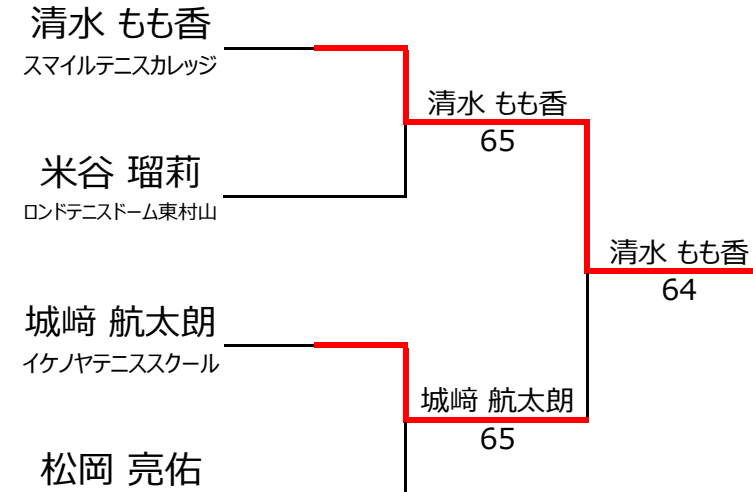 清水 もも香
スマイルテニスカレッジ
清水 もも香
65
米谷 瑠莉
ロンドテニスドーム東村山
清水 もも香
64
城﨑 航太朗
イケノヤテニススクール
城﨑 航太朗
65
松岡 亮佑